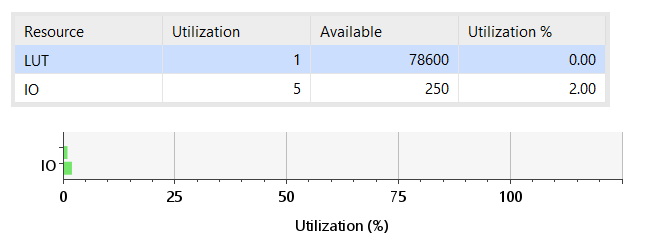 Resource Utilization Available Utilization %
LUT 1 78600 0.00
IO 5 250 2.00
IO
0 25 50 75 100
Utilization (%)